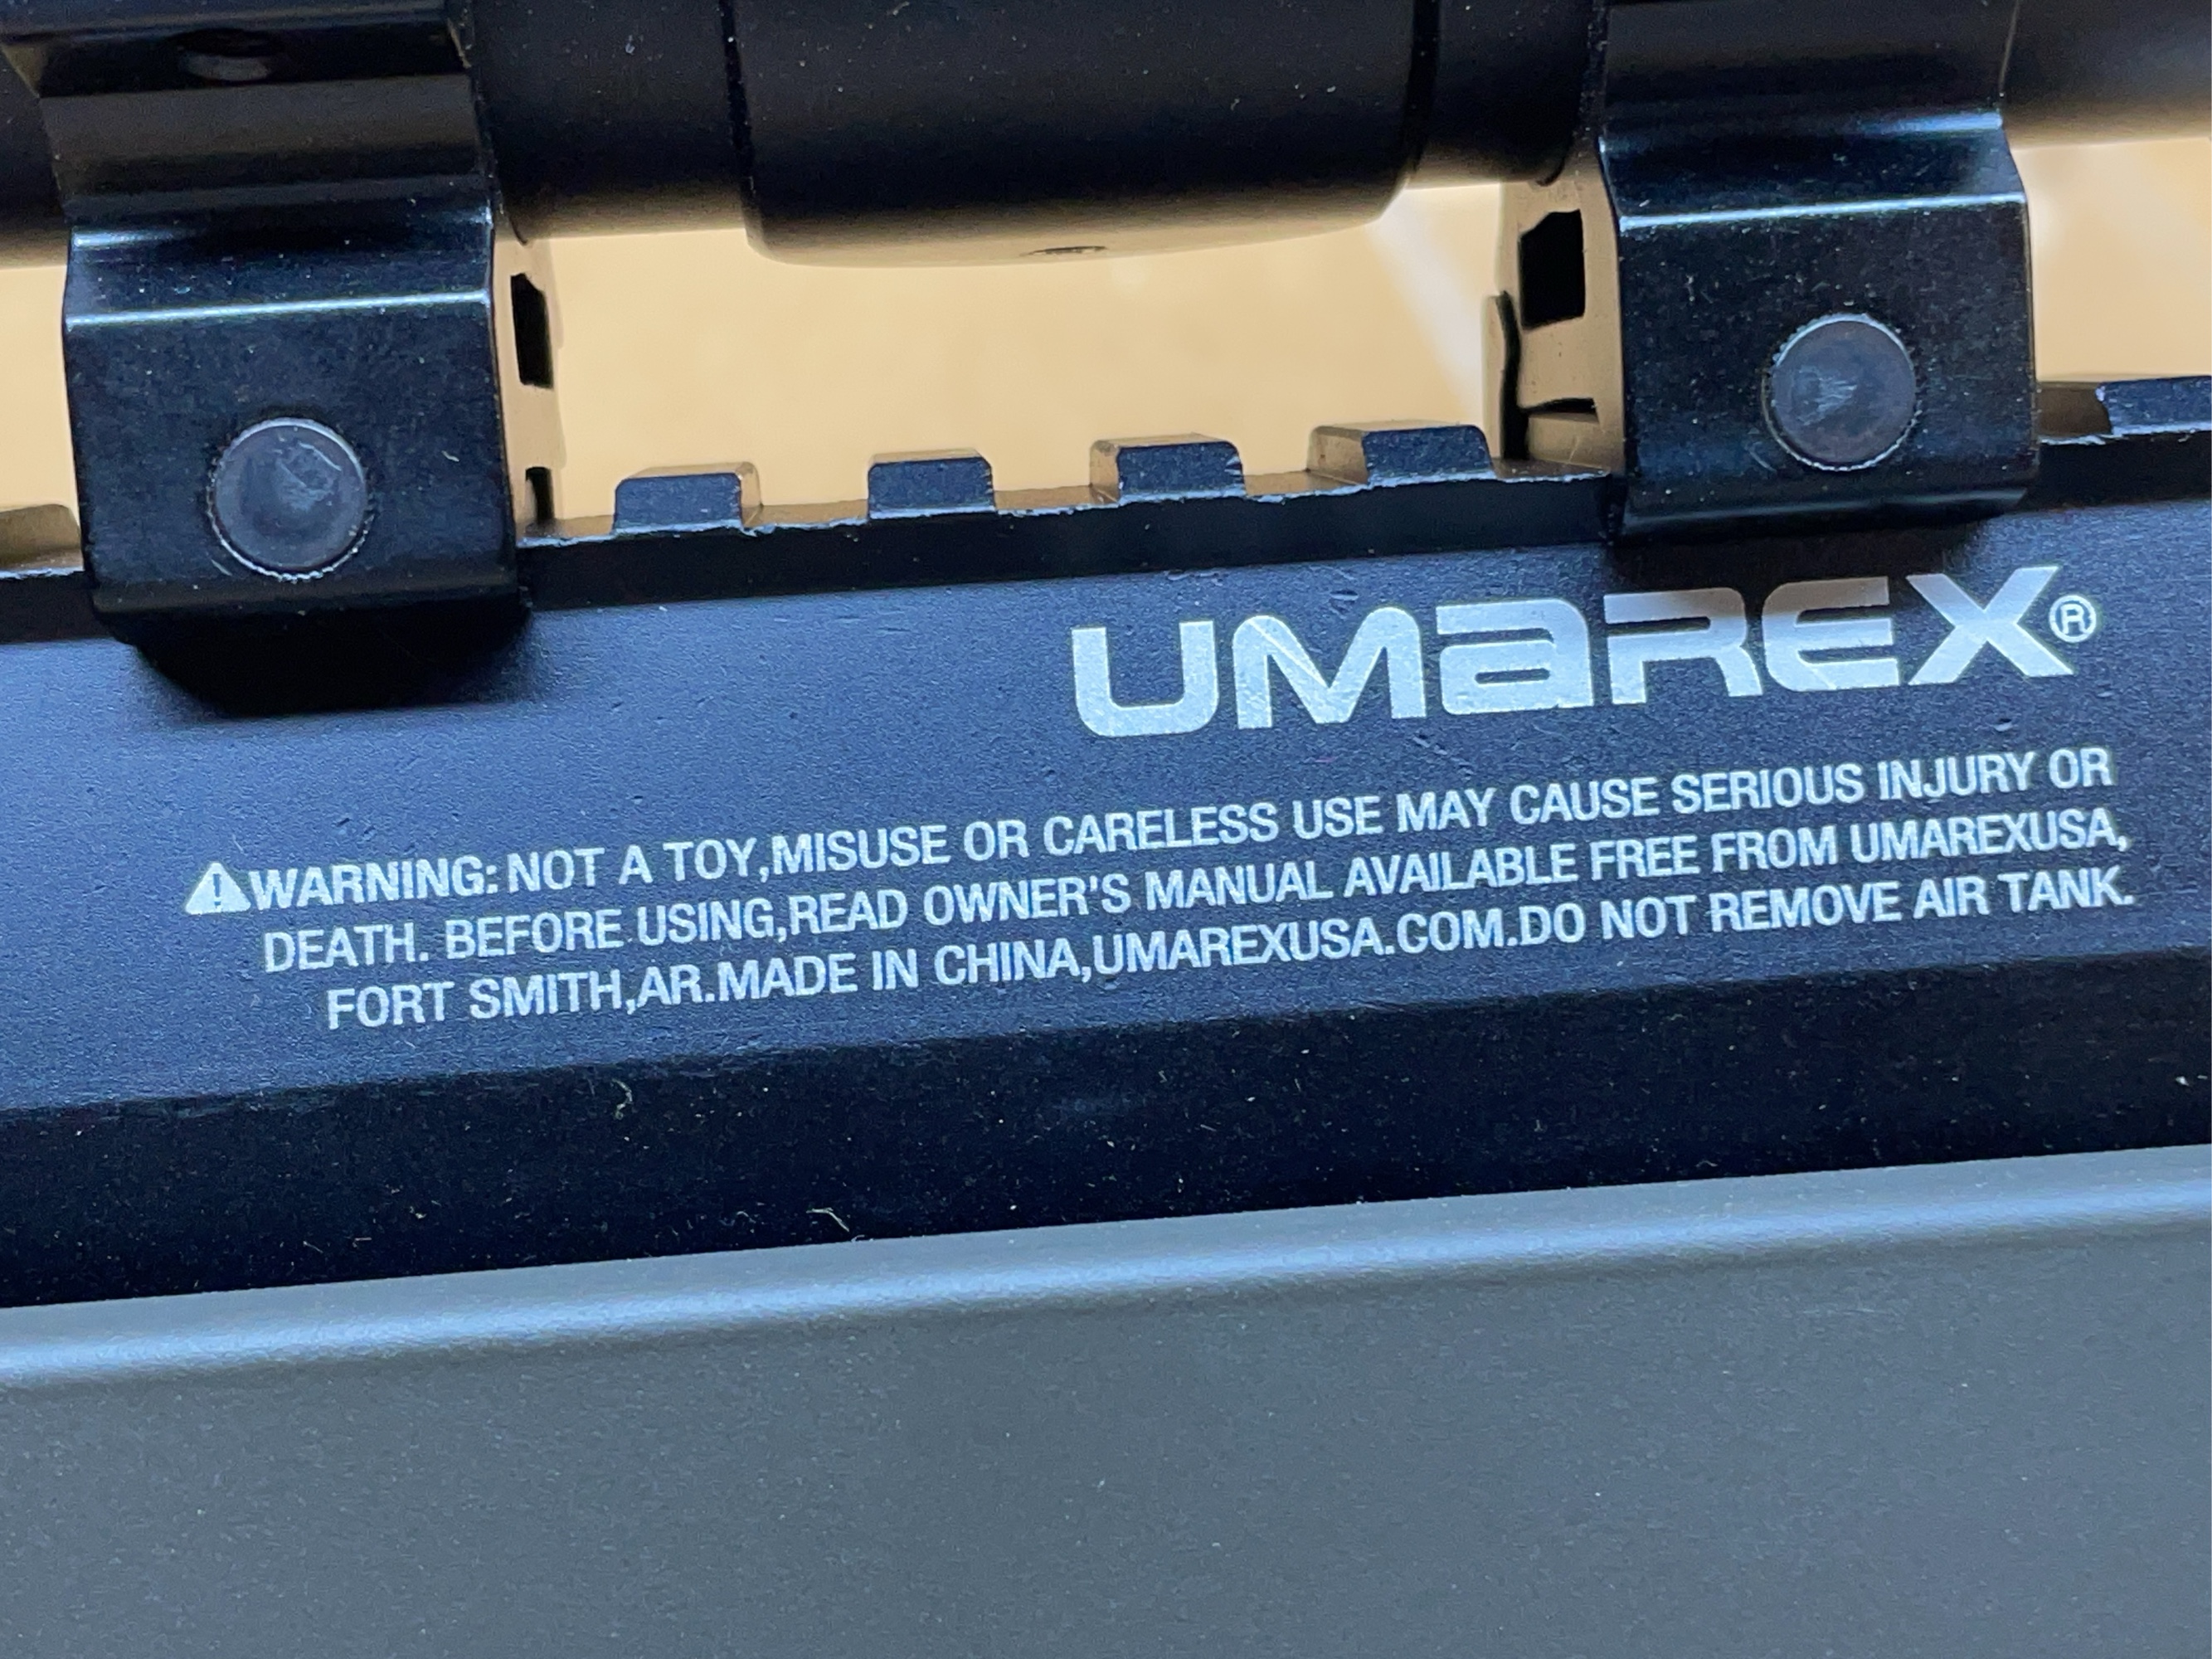 UMAREX®
WARNING: NOT A TOY,MISUSE OR CARELESS USE MAY CAUSE SERIOUS INJURY OR
DEATH. BEFORE USING,READ OWNER'S MANUAL AVAILABLE FREE FROM UMAREXUSA,
FORT SMITH,AR.MADE IN CHINA,UMAREXUSA.COM.DO NOT REMOVE AIR TANK.